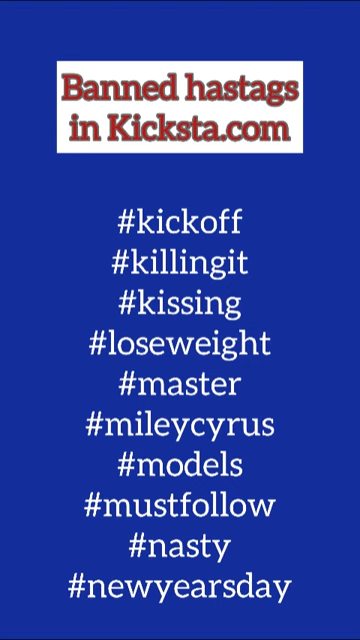 Banned hastags
in Kicksta.com
#kickoff
#killingit
#kissing
#loseweight
#master
#mileycyrus
#models
#mustfollow
#nasty
#newyearsday